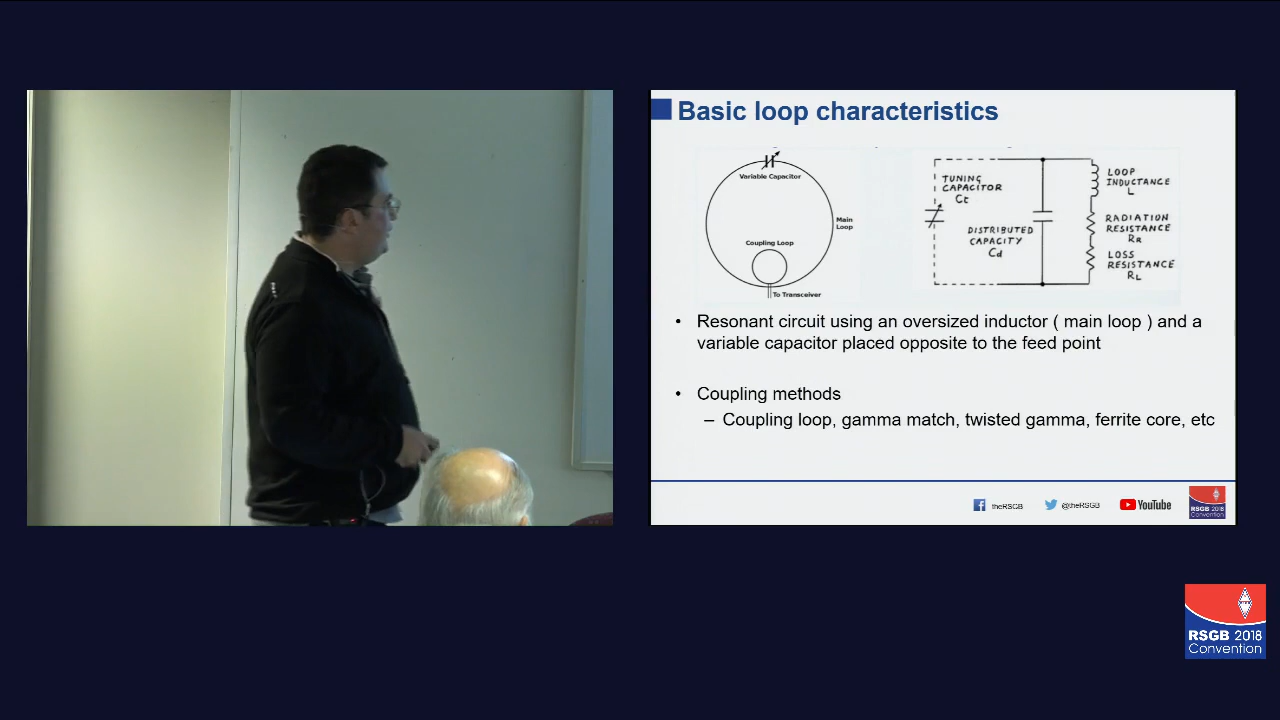 Basic loop characteristics
Variable Capacitor
Main
Loop
Coupling Loop
To Transceiver
TUNING
CAPACITOR
Ct
DISTRIBUTED
CAPACITY
Cd
LOOP
INDUCTANCE
L
RADIATION
RESISTANCE
RR
LOSS
RESISTANCE
RL
• Resonant circuit using an oversized inductor ( main loop ) and a
variable capacitor placed opposite to the feed point
• Coupling methods
– Coupling loop, gamma match, twisted gamma, ferrite core, etc
theRSGB
@theRSGB
YouTube
RSGB 2018
Convention
RSGB 2018
Convention